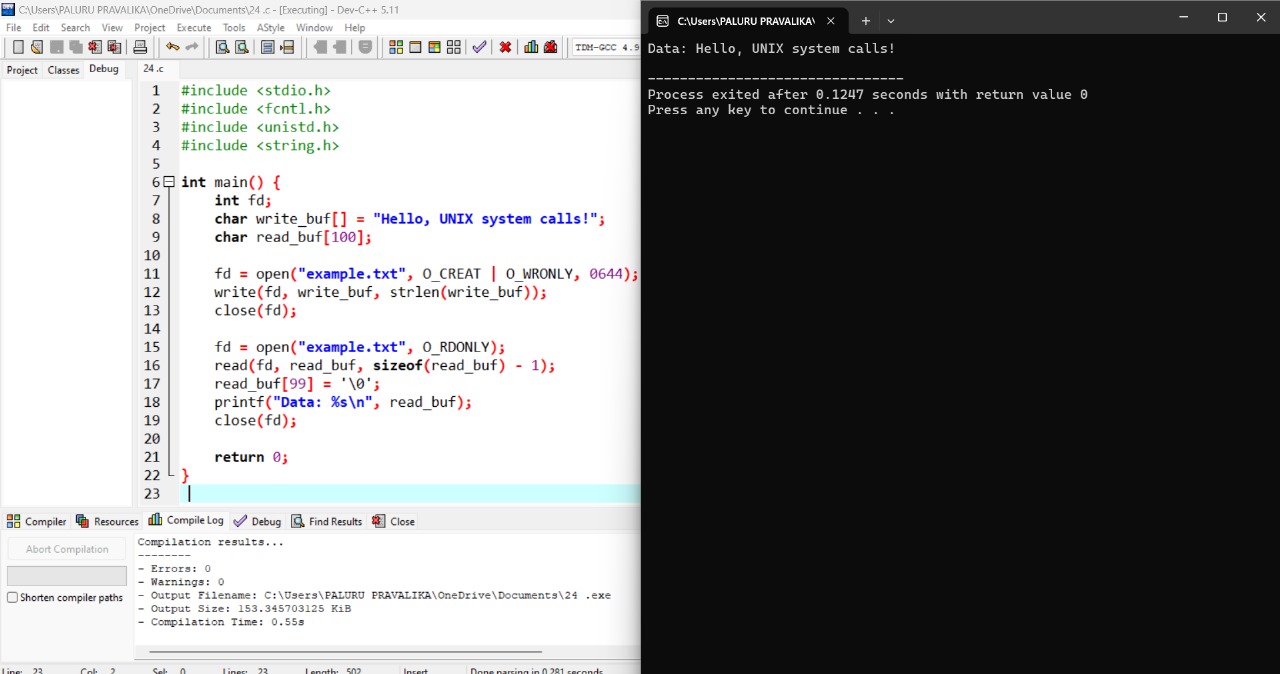 C:\Users\PALURU PRAVALIKA\OneDrive\Documents\24 .c - [Executing] - Dev-C++ 5.11
File Edit Search View Project Execute Tools AStyle Window Help
TDM-GCC 4.9
Project Classes Debug
24 .c
1 #include <stdio.h>
2 #include <fcntl.h>
3 #include <unistd.h>
4 #include <string.h>
5
6 int main() {
7 int fd;
8 char write_buf[] = "Hello, UNIX system calls!";
9 char read_buf[100];
10
11 fd = open("example.txt", O_CREAT | O_WRONLY, 0644);
12 write(fd, write_buf, strlen(write_buf));
13 close(fd);
14
15 fd = open("example.txt", O_RDONLY);
16 read(fd, read_buf, sizeof(read_buf) - 1);
17 read_buf[99] = '\0';
18 printf("Data: %s\n", read_buf);
19 close(fd);
20
21 return 0;
22 }
23
Compiler Resources Compile Log Debug Find Results Close
Abort Compilation
Shorten compiler paths
Compilation results...
--------
- Errors: 0
- Warnings: 0
- Output Filename: C:\Users\PALURU PRAVALIKA\OneDrive\Documents\24 .exe
- Output Size: 153.345703125 KiB
- Compilation Time: 0.55s
Line: 23 Col: 2 Sel: 0 Lines: 23 Length: 502 Insert Done parsing in 0.281 seconds
C:\Users\PALURU PRAVALIKA\
Data: Hello, UNIX system calls!
--------------------------------
Process exited after 0.1247 seconds with return value 0
Press any key to continue . . .